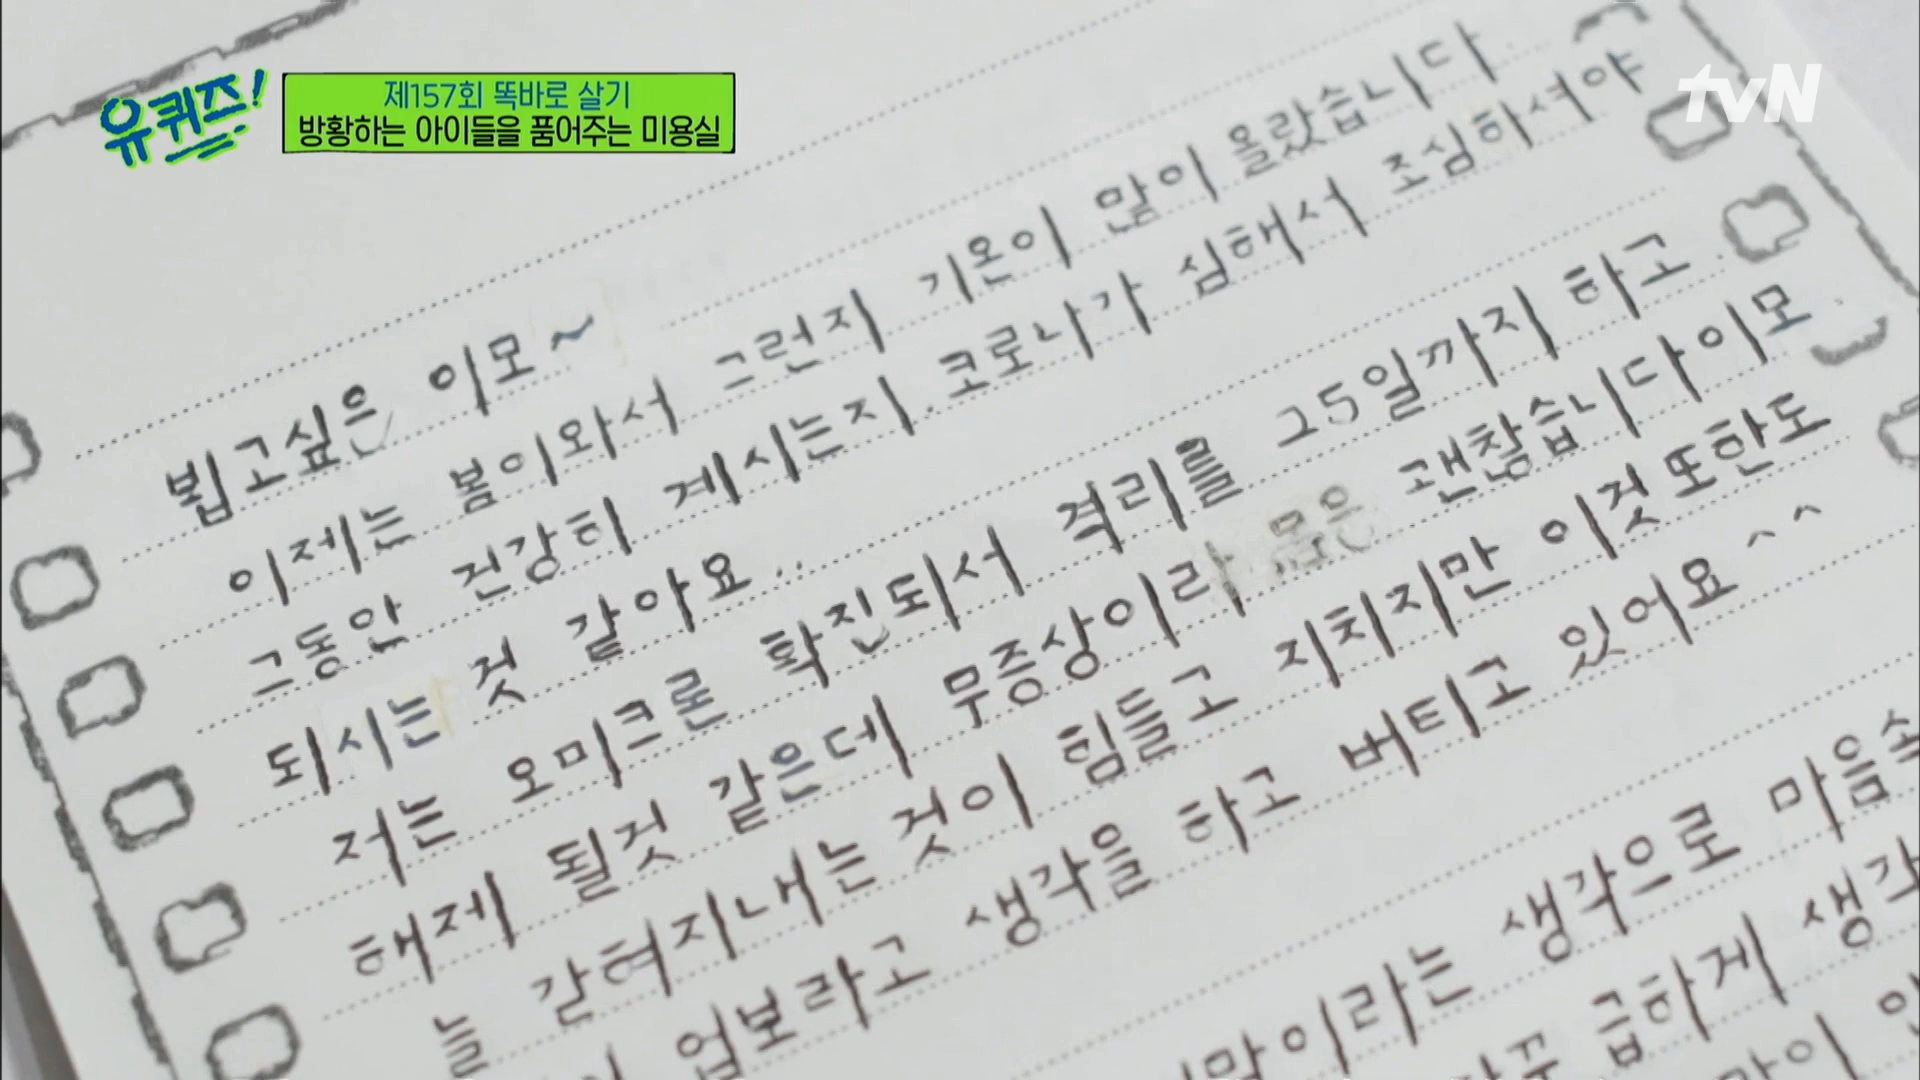 유퀴즈!
제157회 똑바로 살기
방황하는 아이들을 품어주는 미용실
tvN
뵙고싶은 이모~
이제는 봄이와서 그런지 기온이 많이 올랐습니다
그동안 건강히 계시는지. 코로나가 심해서 조심하셔야
되시는 것 같아요..
저는 오미크론 확진되서 격리를 25일까지 하고
해제 될것 같은데 무증상이라 몸은 괜찮습니다 이모.
늘 갇혀지내는 것이 힘들고 지치지만 이것 또한도
업보라고 생각을 하고 버티고 있어요^^
이라는 생각으로 마음속
급하게 생각